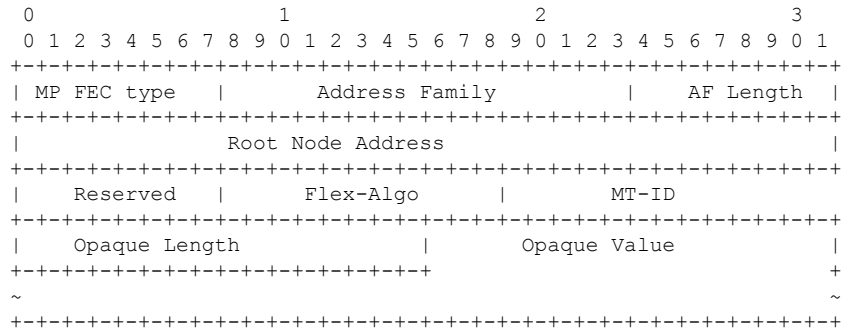 0                   1                   2                   3
 0 1 2 3 4 5 6 7 8 9 0 1 2 3 4 5 6 7 8 9 0 1 2 3 4 5 6 7 8 9 0 1
+-+-+-+-+-+-+-+-+-+-+-+-+-+-+-+-+-+-+-+-+-+-+-+-+-+-+-+-+-+-+-+-+
| MP FEC type   |       Address Family          |    AF Length  |
+-+-+-+-+-+-+-+-+-+-+-+-+-+-+-+-+-+-+-+-+-+-+-+-+-+-+-+-+-+-+-+-+
|                Root Node Address                              |
+-+-+-+-+-+-+-+-+-+-+-+-+-+-+-+-+-+-+-+-+-+-+-+-+-+-+-+-+-+-+-+-+
|    Reserved   |      Flex-Algo      |        MT-ID
+-+-+-+-+-+-+-+-+-+-+-+-+-+-+-+-+-+-+-+-+-+-+-+-+-+-+-+-+-+-+-+-+
|    Opaque Length              |       Opaque Value            |
+-+-+-+-+-+-+-+-+-+-+-+-+-+-+-+-+                               +
~                                                               ~
+-+-+-+-+-+-+-+-+-+-+-+-+-+-+-+-+-+-+-+-+-+-+-+-+-+-+-+-+-+-+-+-+